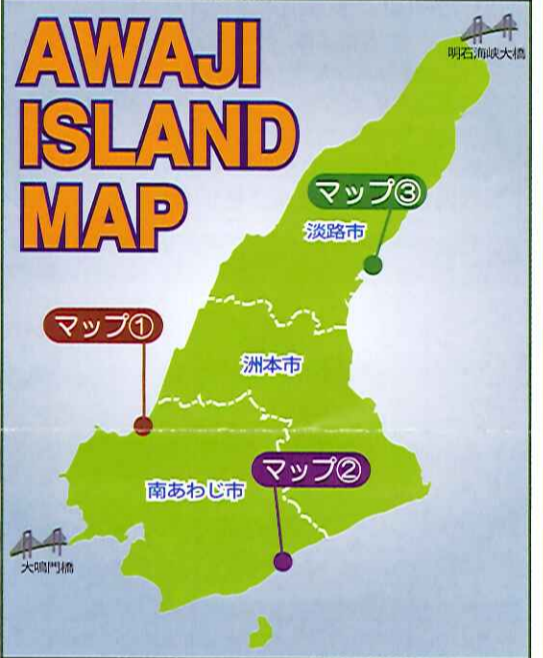 AWAJI
ISLAND
MAP
明石海峡大橋
マップ③
淡路市
マップ①
洲本市
マップ②
南あわじ市
大鳴門橋